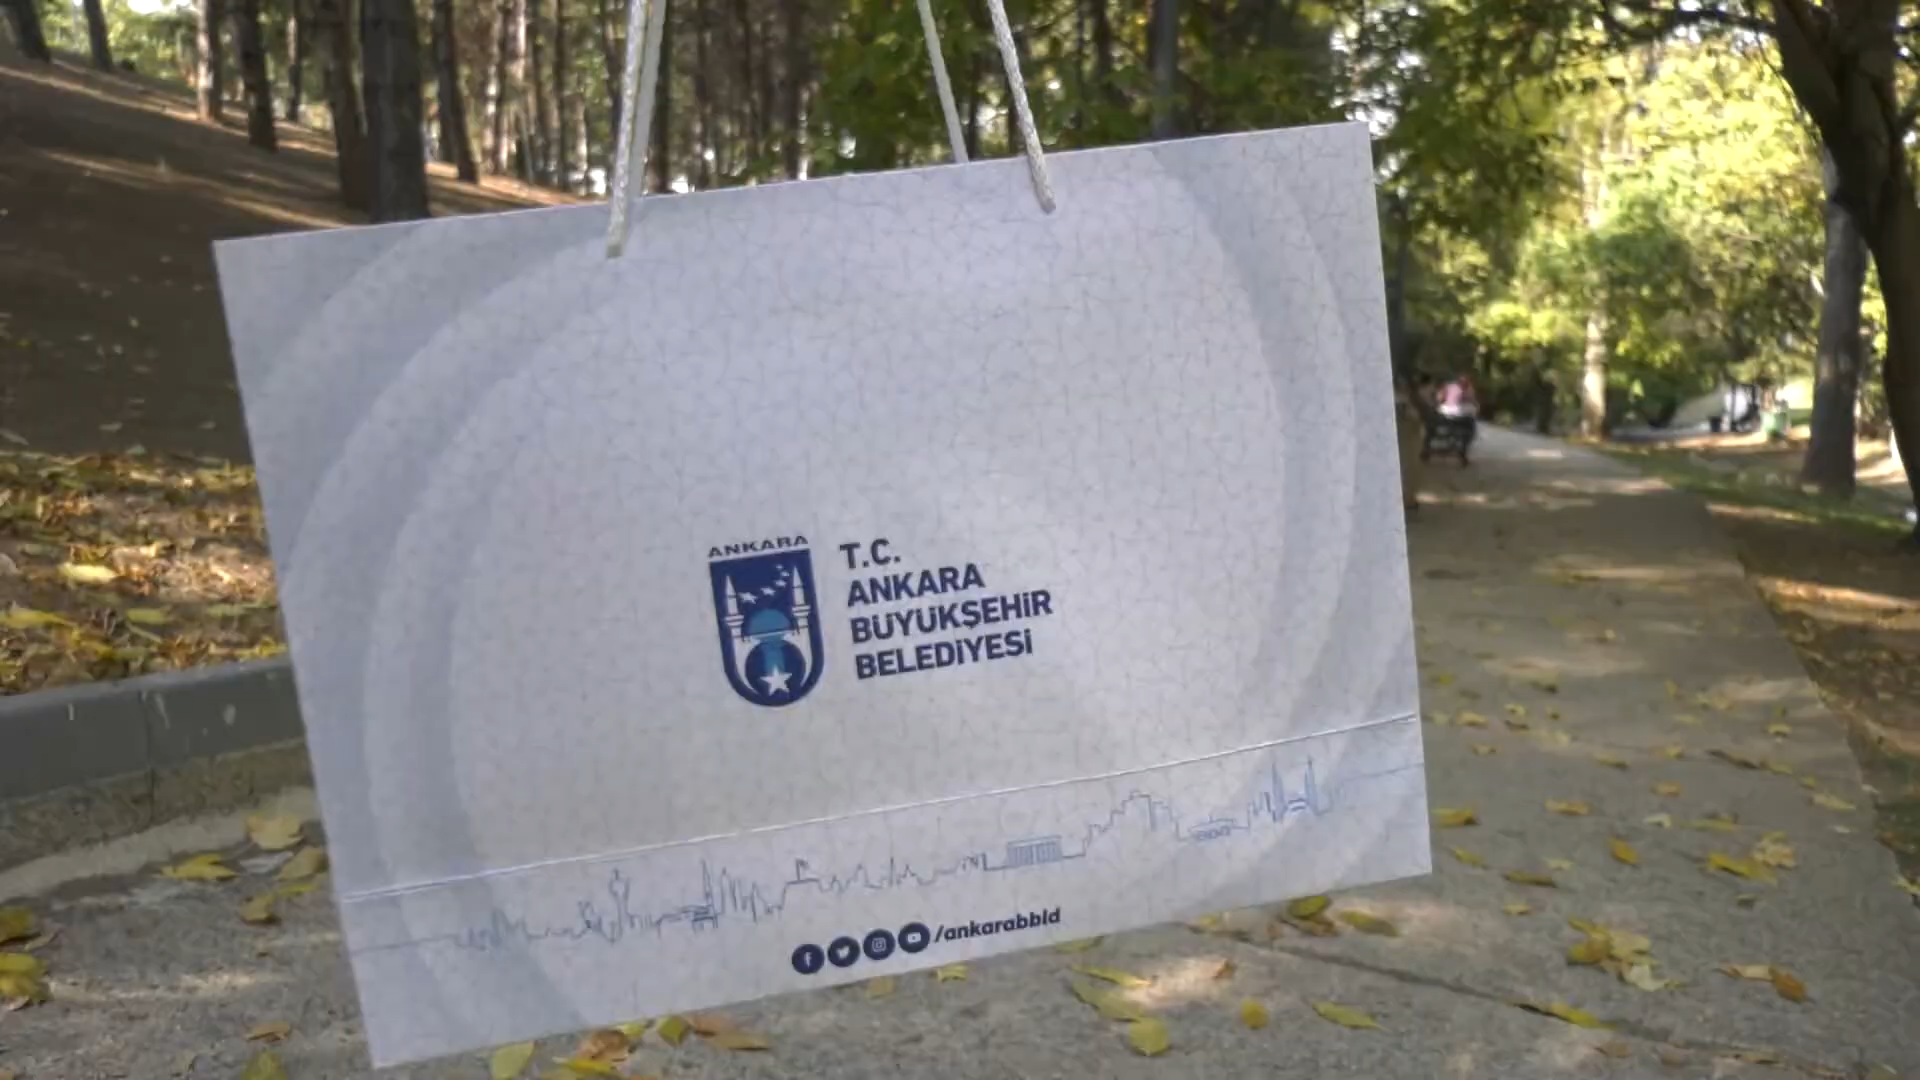 ANKARA
T.C.
ANKARA
BÜYÜKŞEHİR
BELEDİYESİ
/ankarabbld